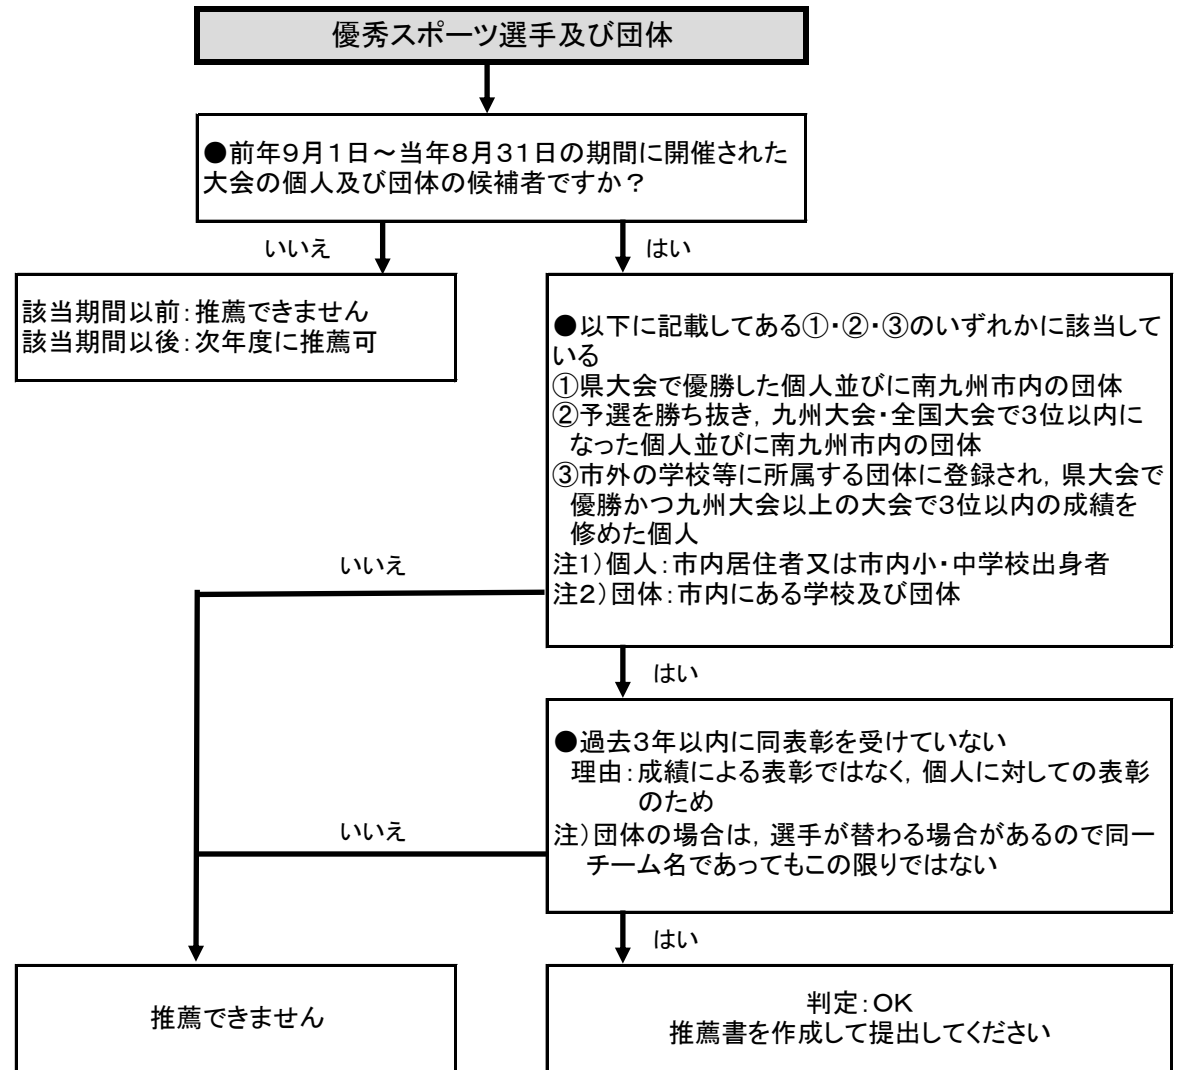 優秀スポーツ選手及び団体
●前年9月1日～当年8月31日の期間に開催された
大会の個人及び団体の候補者ですか？
いいえ
はい
該当期間以前：推薦できません
該当期間以後：次年度に推薦可
●以下に記載してある①・②・③のいずれかに該当して
いる
①県大会で優勝した個人並びに南九州市内の団体
②予選を勝ち抜き，九州大会・全国大会で3位以内に
なった個人並びに南九州市内の団体
③市外の学校等に所属する団体に登録され，県大会で
優勝かつ九州大会以上の大会で3位以内の成績を
修めた個人
注1）個人：市内居住者又は市内小・中学校出身者
注2）団体：市内にある学校及び団体
いいえ
はい
●過去3年以内に同表彰を受けていない
理由：成績による表彰ではなく，個人に対しての表彰
のため
注）団体の場合は，選手が替わる場合があるので同一
チーム名であってもこの限りではない
いいえ
はい
推薦できません
判定：OK
推薦書を作成して提出してください